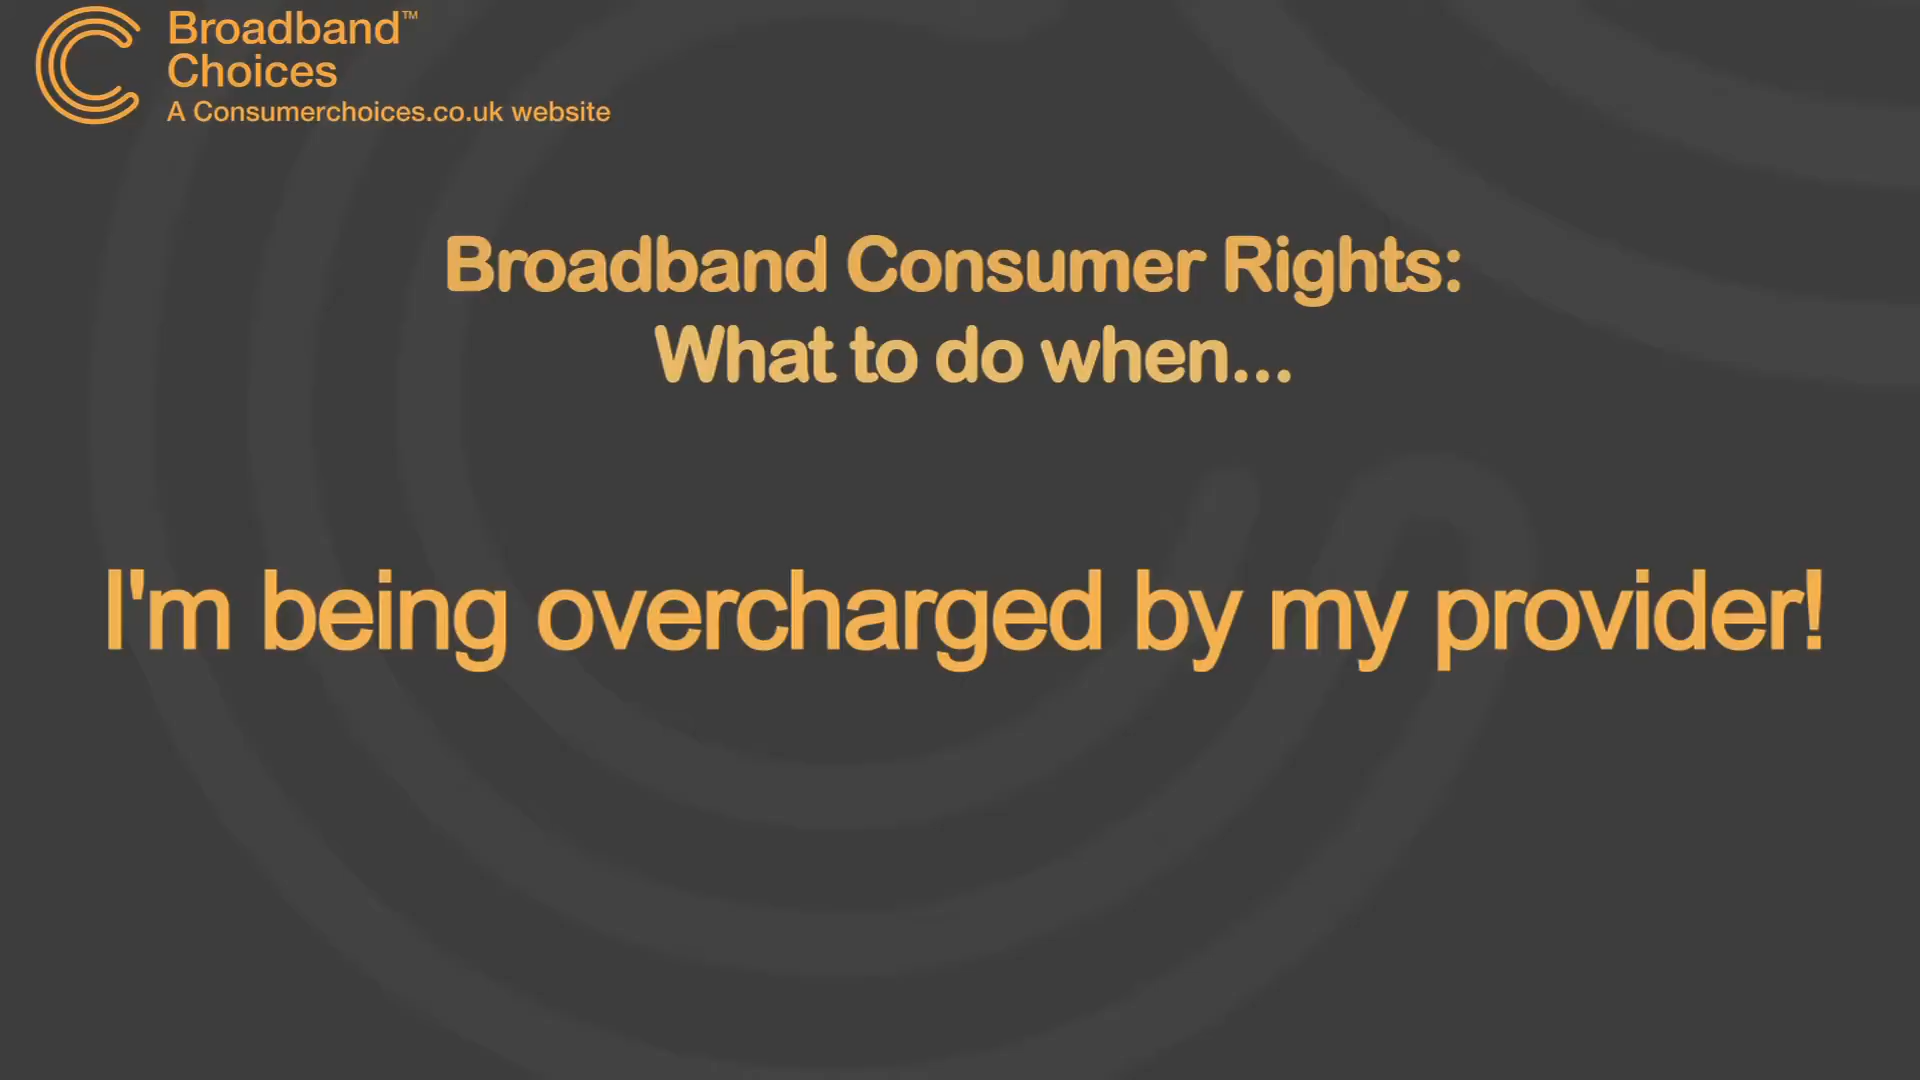 Broadband™
Choices
A Consumerchoices.co.uk website
Broadband Consumer Rights:
What to do when...
I'm being overcharged by my provider!